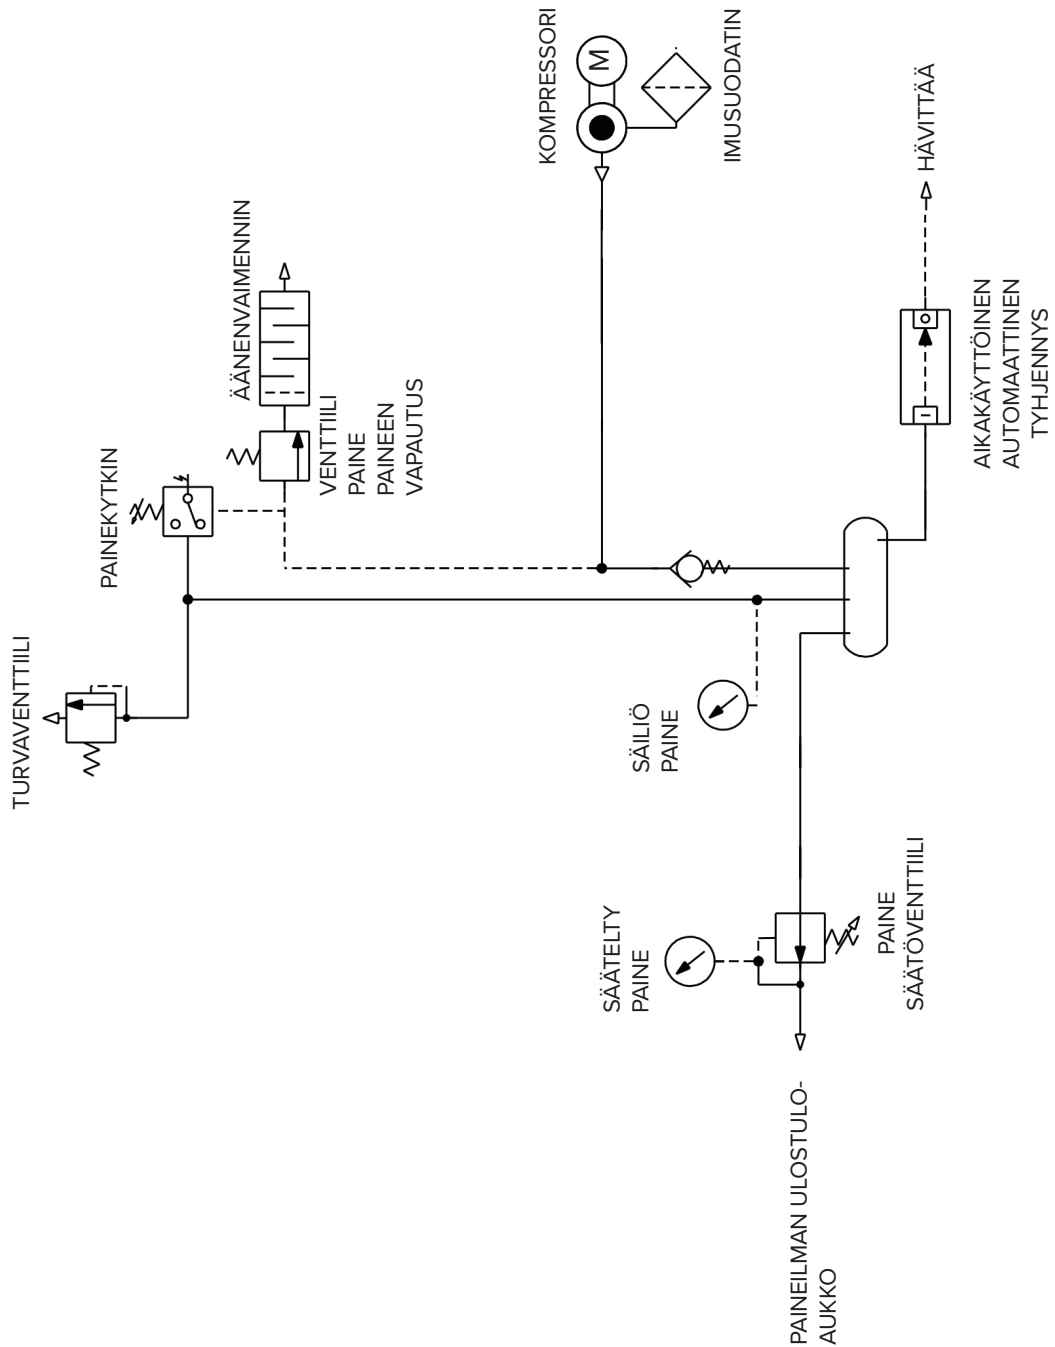 TURVAVENTTIILI
PAINEKYTKIN
ÄÄNENVAIMENNIN
VENTTIILI
PAINE
PAINEEN
VAPAUTUS
KOMPRESSORI
M
SÄÄTELTY
PAINE
SÄILIÖ
PAINE
IMUSUODATIN
PAINEILMAN ULOSTULO-
AUKKO
PAINE
SÄÄTÖVENTTIILI
HÄVITTÄÄ
AIKAKÄYTTÖINEN
AUTOMAATTINEN
TYHJENNYS